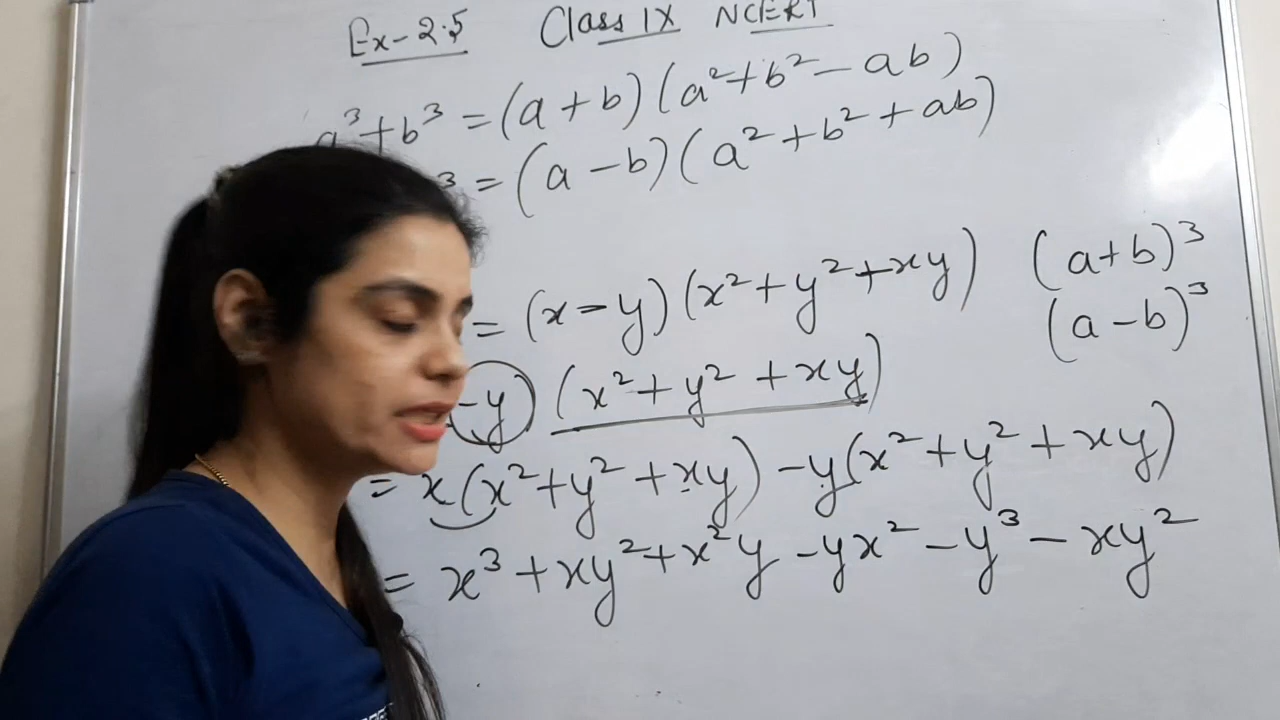 Ex-2.5 Class IX NCERT
a³+b³ = (a+b)(a²+b²-ab)
³ = (a-b)(a²+b²+ab)
= (x-y)(x²+y²+xy)
(a+b)³
(a-b)³
-y)(x²+y²+xy)
= x(x²+y²+xy) -y(x²+y²+xy)
= x³+xy²+x²y-yx²-y³-xy²